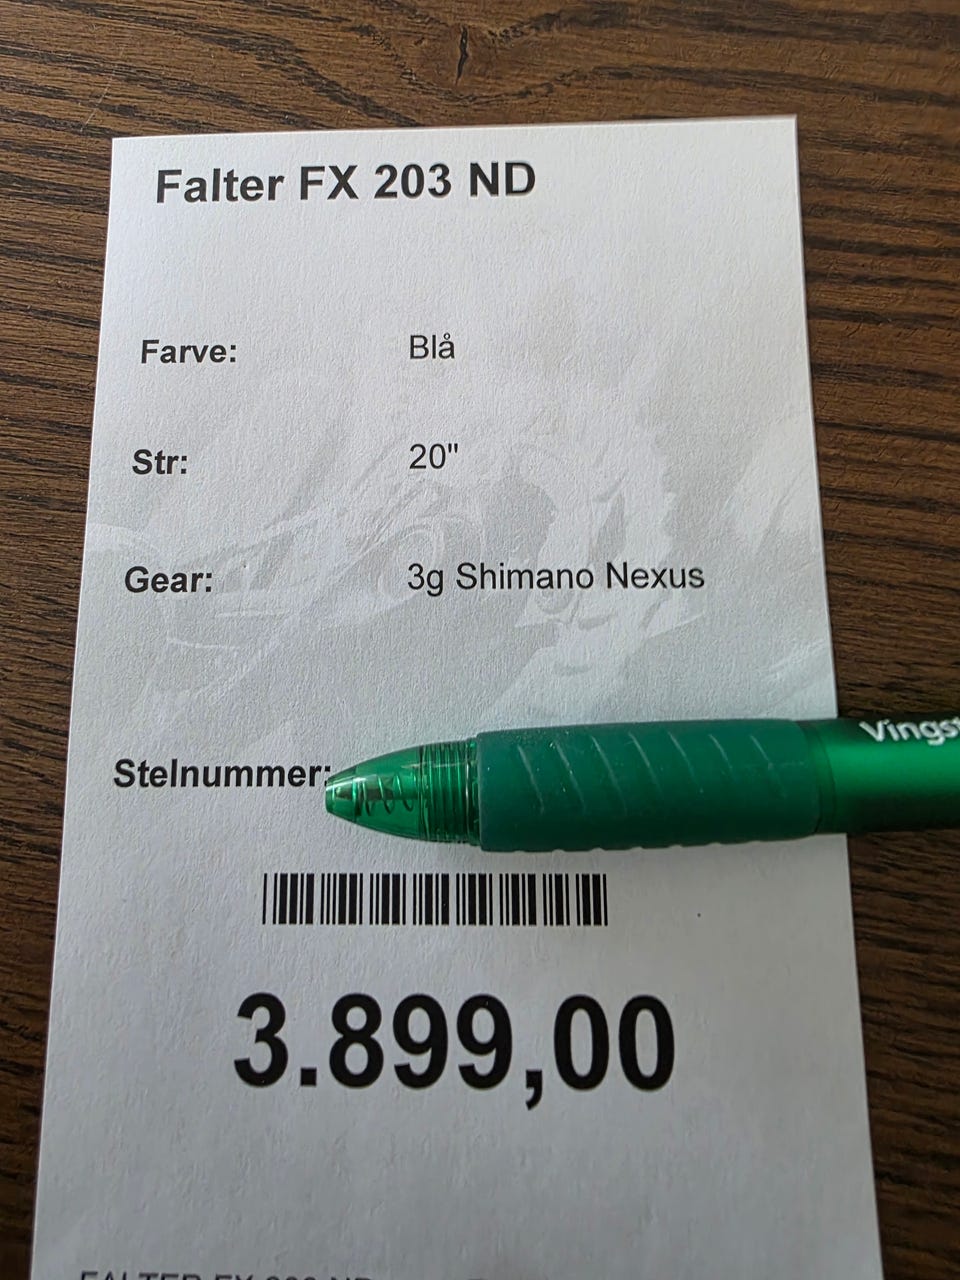 Falter FX 203 ND
Farve: Blå
Str: 20"
Gear: 3g Shimano Nexus
Stelnummer:
3.899,00